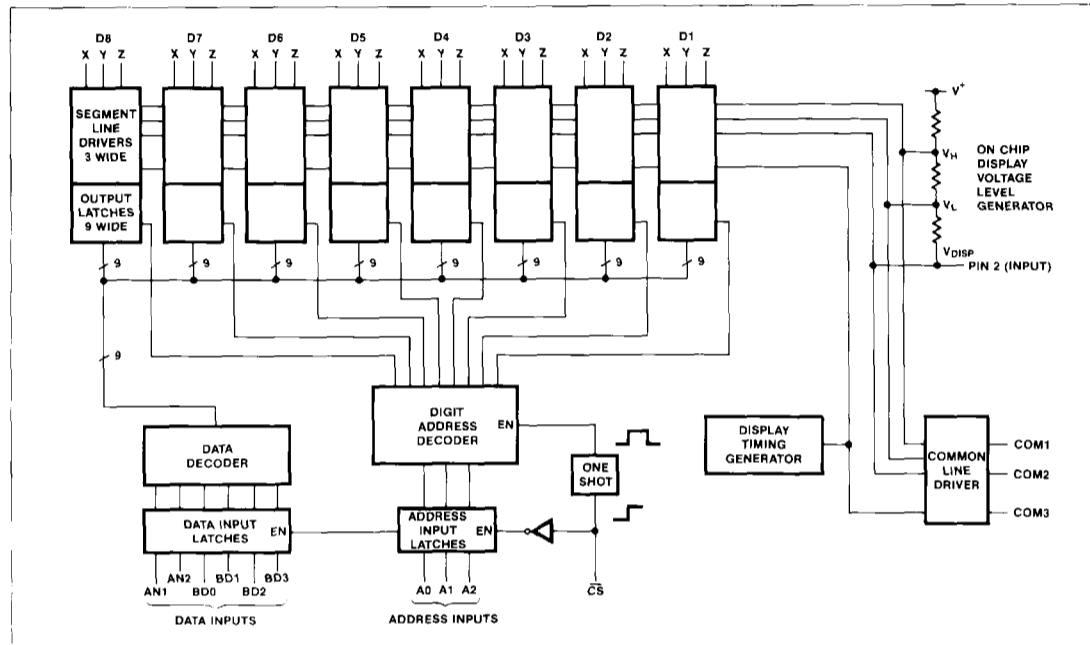 D8 D7 D6 D5 D4 D3 D2 D1
X Y Z X Y Z X Y Z X Y Z X Y Z X Y Z X Y Z X Y Z
SEGMENT
LINE
DRIVERS
3 WIDE
OUTPUT
LATCHES
9 WIDE
V+
VH
VL
VDISP
ON CHIP
DISPLAY
VOLTAGE
LEVEL
GENERATOR
PIN 2 (INPUT)
9 9 9 9 9 9 9 9
9
DATA
DECODER
DIGIT
ADDRESS
DECODER
EN
ONE
SHOT
DISPLAY
TIMING
GENERATOR
COMMON
LINE
DRIVER
COM1
COM2
COM3
DATA INPUT
LATCHES
EN
ADDRESS
INPUT
LATCHES
EN
AN1 AN2 BD0 BD1 BD2 BD3
DATA INPUTS
A0 A1 A2
ADDRESS INPUTS
C̅S̅